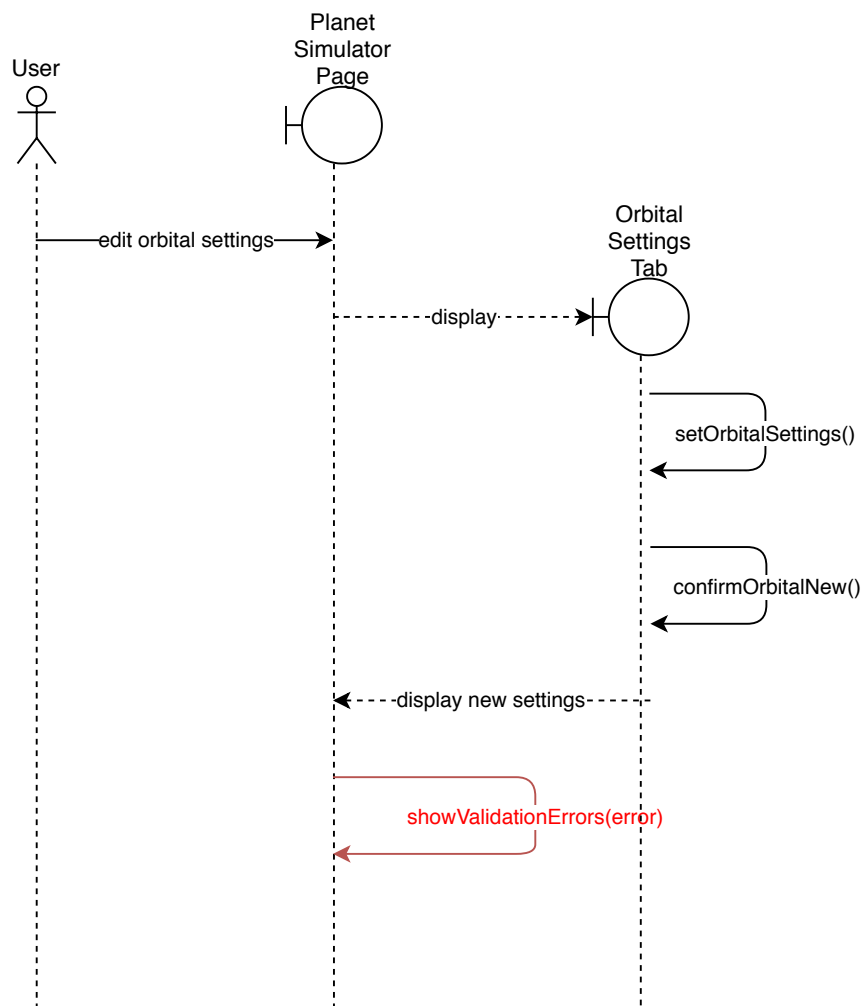 Planet
Simulator
Page
User
Orbital
Settings
Tab
edit orbital settings
display
setOrbitalSettings()
confirmOrbitalNew()
display new settings
showValidationErrors(error)